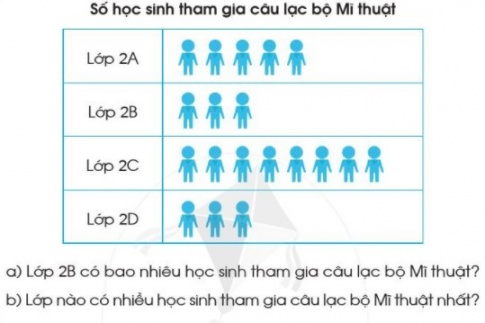 Số học sinh tham gia câu lạc bộ Mĩ thuật
Lớp 2A
Lớp 2B
Lớp 2C
Lớp 2D
a) Lớp 2B có bao nhiêu học sinh tham gia câu lạc bộ Mĩ thuật?
b) Lớp nào có nhiều học sinh tham gia câu lạc bộ Mĩ thuật nhất?